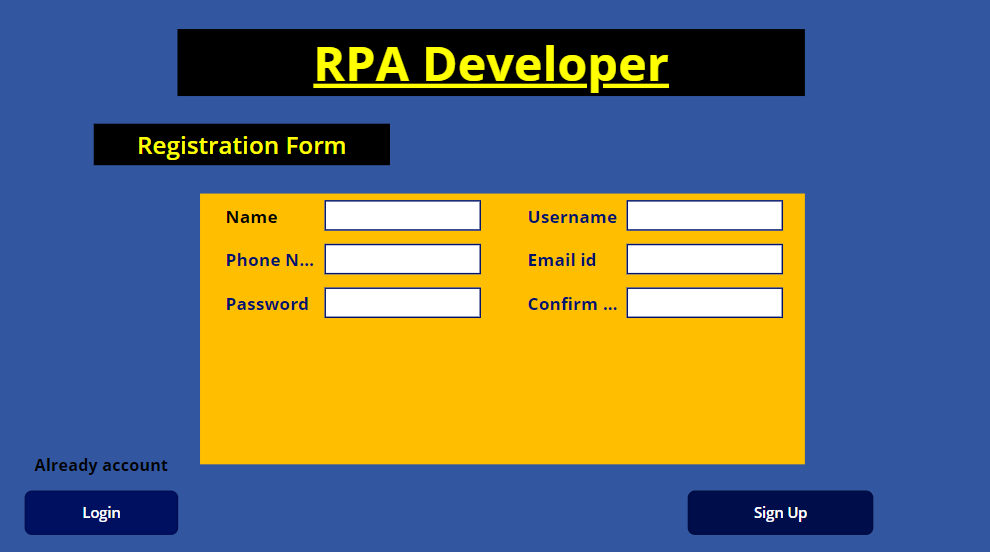 RPA Developer
Registration Form
Name Username
Phone N... Email id
Password Confirm ...
Already account
Login Sign Up